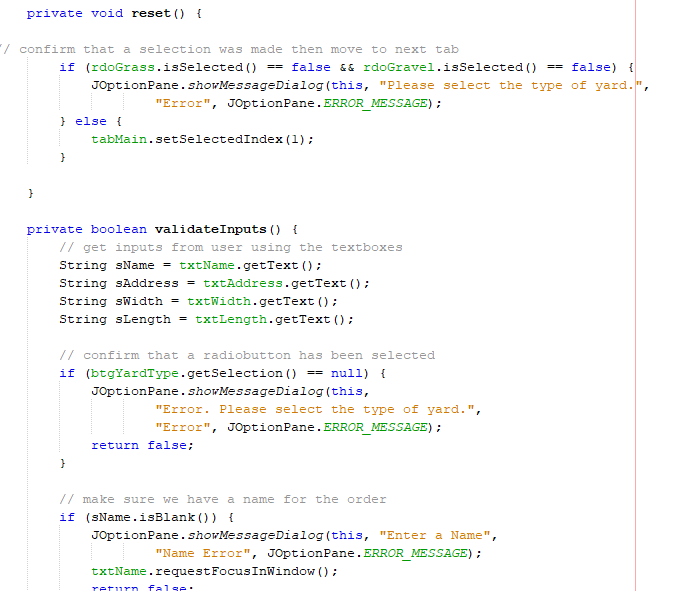 private void reset() {
// confirm that a selection was made then move to next tab
if (rdoGrass.isSelected() == false && rdoGravel.isSelected() == false) {
JOptionPane.showMessageDialog(this, "Please select the type of yard.",
"Error", JOptionPane.ERROR_MESSAGE);
} else {
tabMain.setSelectedIndex(1);
}
}
private boolean validateInputs() {
// get inputs from user using the textboxes
String sName = txtName.getText();
String sAddress = txtAddress.getText();
String sWidth = txtWidth.getText();
String sLength = txtLength.getText();
// confirm that a radiobutton has been selected
if (btgYardType.getSelection() == null) {
JOptionPane.showMessageDialog(this,
"Error. Please select the type of yard.",
"Error", JOptionPane.ERROR_MESSAGE);
return false;
}
// make sure we have a name for the order
if (sName.isBlank()) {
JOptionPane.showMessageDialog(this, "Enter a Name",
"Name Error", JOptionPane.ERROR_MESSAGE);
txtName.requestFocusInWindow();
return false;